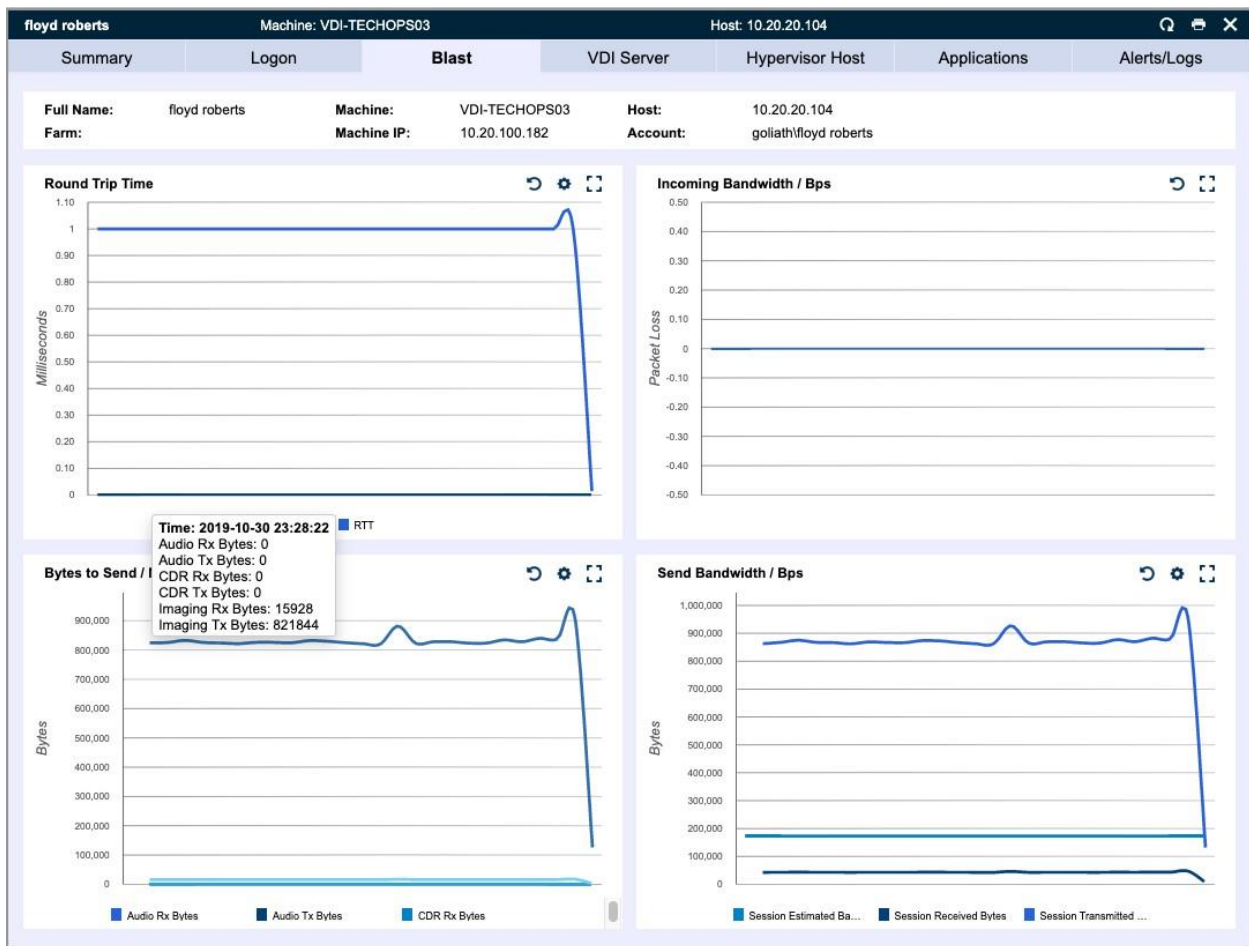 floyd roberts Machine: VDI-TECHOPS03 Host: 10.20.20.104
Summary Logon Blast VDI Server Hypervisor Host Applications Alerts/Logs
Full Name: floyd roberts Machine: VDI-TECHOPS03 Host: 10.20.20.104
Farm: Machine IP: 10.20.100.182 Account: goliath\floyd roberts
Round Trip Time
1.10
1
0.90
0.80
0.70
0.60
0.50
0.40
0.30
0.20
0.10
0
Milliseconds
RTT
Incoming Bandwidth / Bps
0.50
0.40
0.30
0.20
0.10
0
-0.10
-0.20
-0.30
-0.40
-0.50
Packet Loss
Time: 2019-10-30 23:28:22
Audio Rx Bytes: 0
Audio Tx Bytes: 0
CDR Rx Bytes: 0
CDR Tx Bytes: 0
Imaging Rx Bytes: 15928
Imaging Tx Bytes: 821844
Bytes to Send /
900,000
800,000
700,000
600,000
500,000
400,000
300,000
200,000
100,000
0
Bytes
Audio Rx Bytes Audio Tx Bytes CDR Rx Bytes
Send Bandwidth / Bps
1,000,000
900,000
800,000
700,000
600,000
500,000
400,000
300,000
200,000
100,000
0
Bytes
Session Estimated Ba... Session Received Bytes Session Transmitted ...